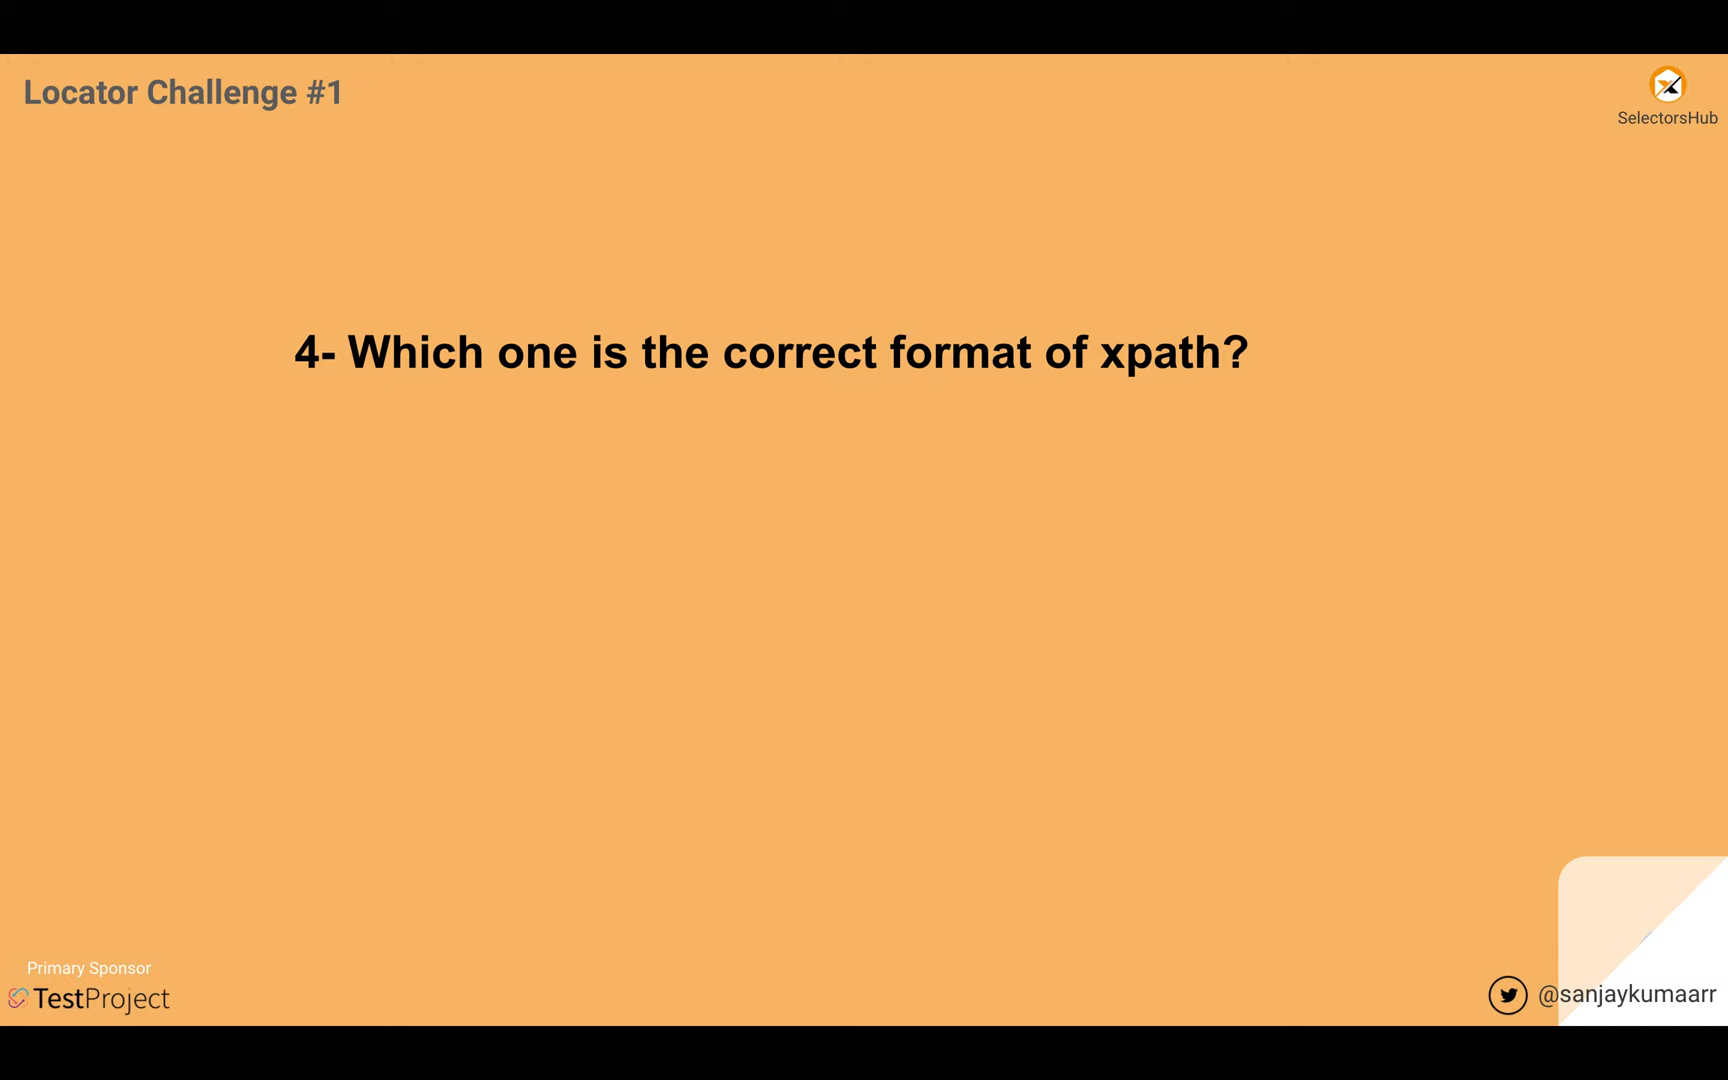 Locator Challenge #1
SelectorsHub
4- Which one is the correct format of xpath?
Primary Sponsor
TestProject
@sanjaykumaarr